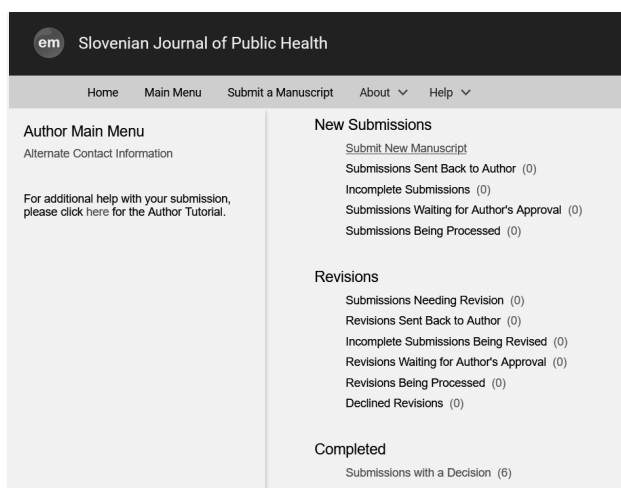 em Slovenian Journal of Public Health
Home Main Menu Submit a Manuscript About Help
Author Main Menu
Alternate Contact Information
For additional help with your submission,
please click here for the Author Tutorial.
New Submissions
Submit New Manuscript
Submissions Sent Back to Author (0)
Incomplete Submissions (0)
Submissions Waiting for Author's Approval (0)
Submissions Being Processed (0)
Revisions
Submissions Needing Revision (0)
Revisions Sent Back to Author (0)
Incomplete Submissions Being Revised (0)
Revisions Waiting for Author's Approval (0)
Revisions Being Processed (0)
Declined Revisions (0)
Completed
Submissions with a Decision (6)